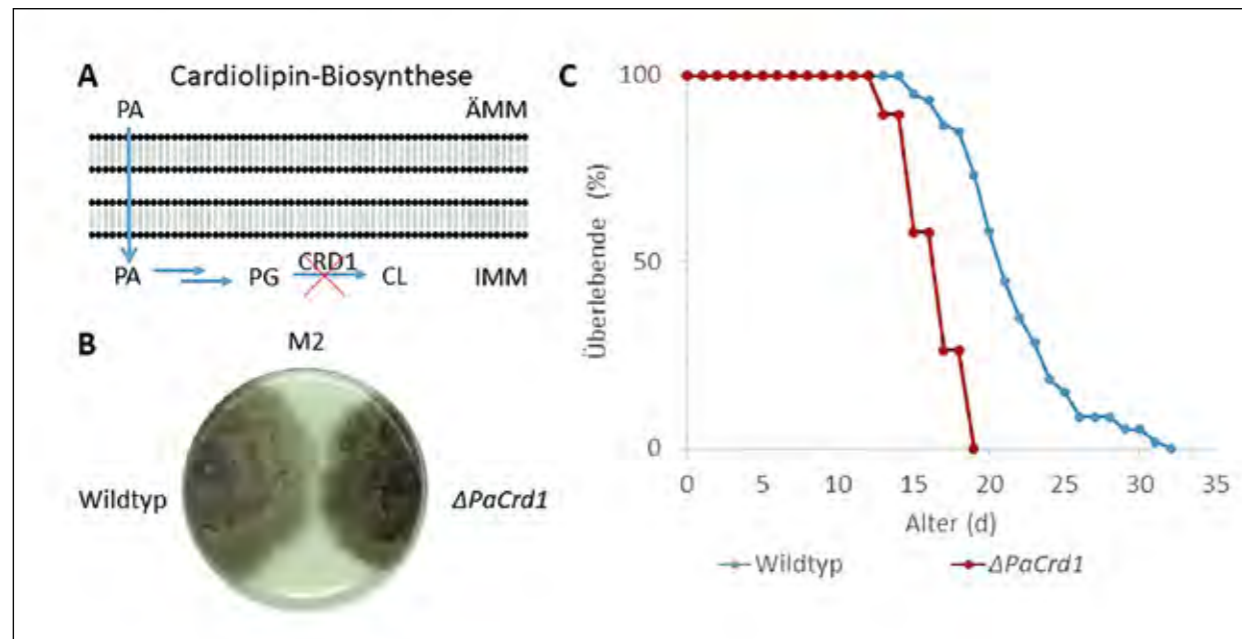 A
Cardiolipin-Biosynthese
PA
ÄMM
PA
PG
CRD1
CL
IMM
B
M2
Wildtyp
ΔPaCrd1
C
Überlebende (%)
100
50
0
0 5 10 15 20 25 30 35
Alter (d)
Wildtyp ΔPaCrd1